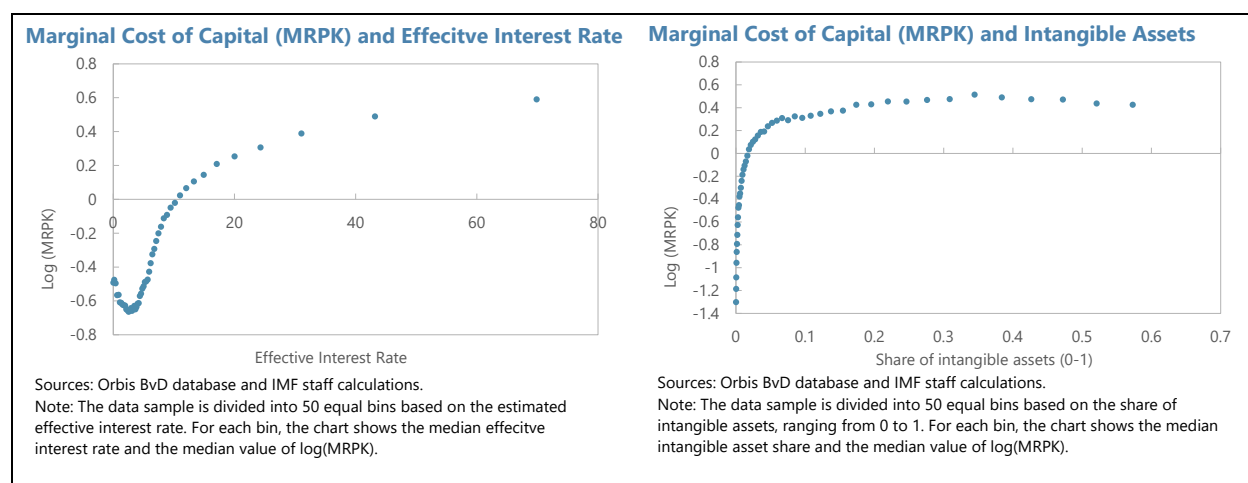 Marginal Cost of Capital (MRPK) and Effecitve Interest Rate
0.8
0.6
0.4
0.2
0
-0.2
-0.4
-0.6
-0.8
Log (MRPK)
0
20
40
60
80
Effective Interest Rate
Sources: Orbis BvD database and IMF staff calculations.
Note: The data sample is divided into 50 equal bins based on the estimated
effective interest rate. For each bin, the chart shows the median effecitve
interest rate and the median value of log(MRPK).
Marginal Cost of Capital (MRPK) and Intangible Assets
0.8
0.6
0.4
0.2
0
-0.2
-0.4
-0.6
-0.8
-1
-1.2
-1.4
Log (MRPK)
0
0.1
0.2
0.3
0.4
0.5
0.6
0.7
Share of intangible assets (0-1)
Sources: Orbis BvD database and IMF staff calculations.
Note: The data sample is divided into 50 equal bins based on the share of
intangible assets, ranging from 0 to 1. For each bin, the chart shows the median
intangible asset share and the median value of log(MRPK).